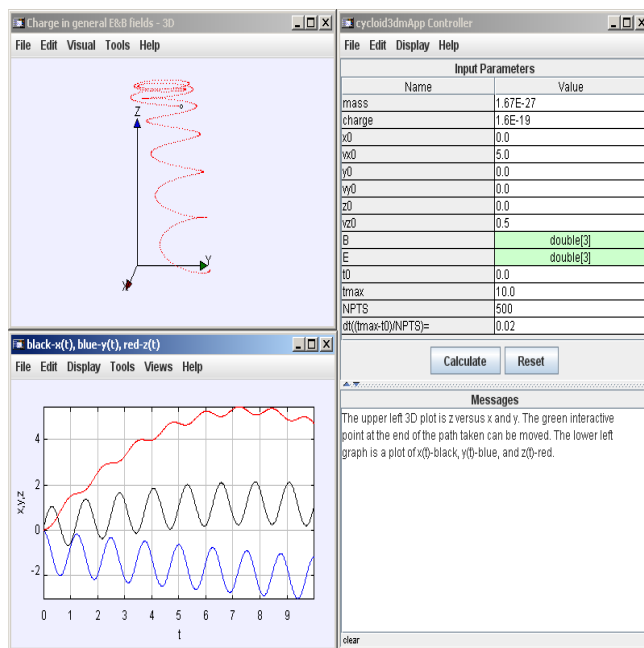 Charge in general E&B fields - 3D
File Edit Visual Tools Help
Z
Y
X
black-x(t), blue-y(t), red-z(t)
File Edit Display Tools Views Help
x,y,z
4
2
0
-2
0 1 2 3 4 5 6 7 8 9
t
cycloid3dmApp Controller
File Edit Display Help
Input Parameters
Name Value
mass 1.67E-27
charge 1.6E-19
x0 0.0
vx0 5.0
y0 0.0
vy0 0.0
z0 0.0
vz0 0.5
B double[3]
E double[3]
t0 0.0
tmax 10.0
NPTS 500
dt((tmax-t0)/NPTS)= 0.02
Calculate Reset
Messages
The upper left 3D plot is z versus x and y. The green interactive
point at the end of the path taken can be moved. The lower left
graph is a plot of x(t)-black, y(t)-blue, and z(t)-red.
clear